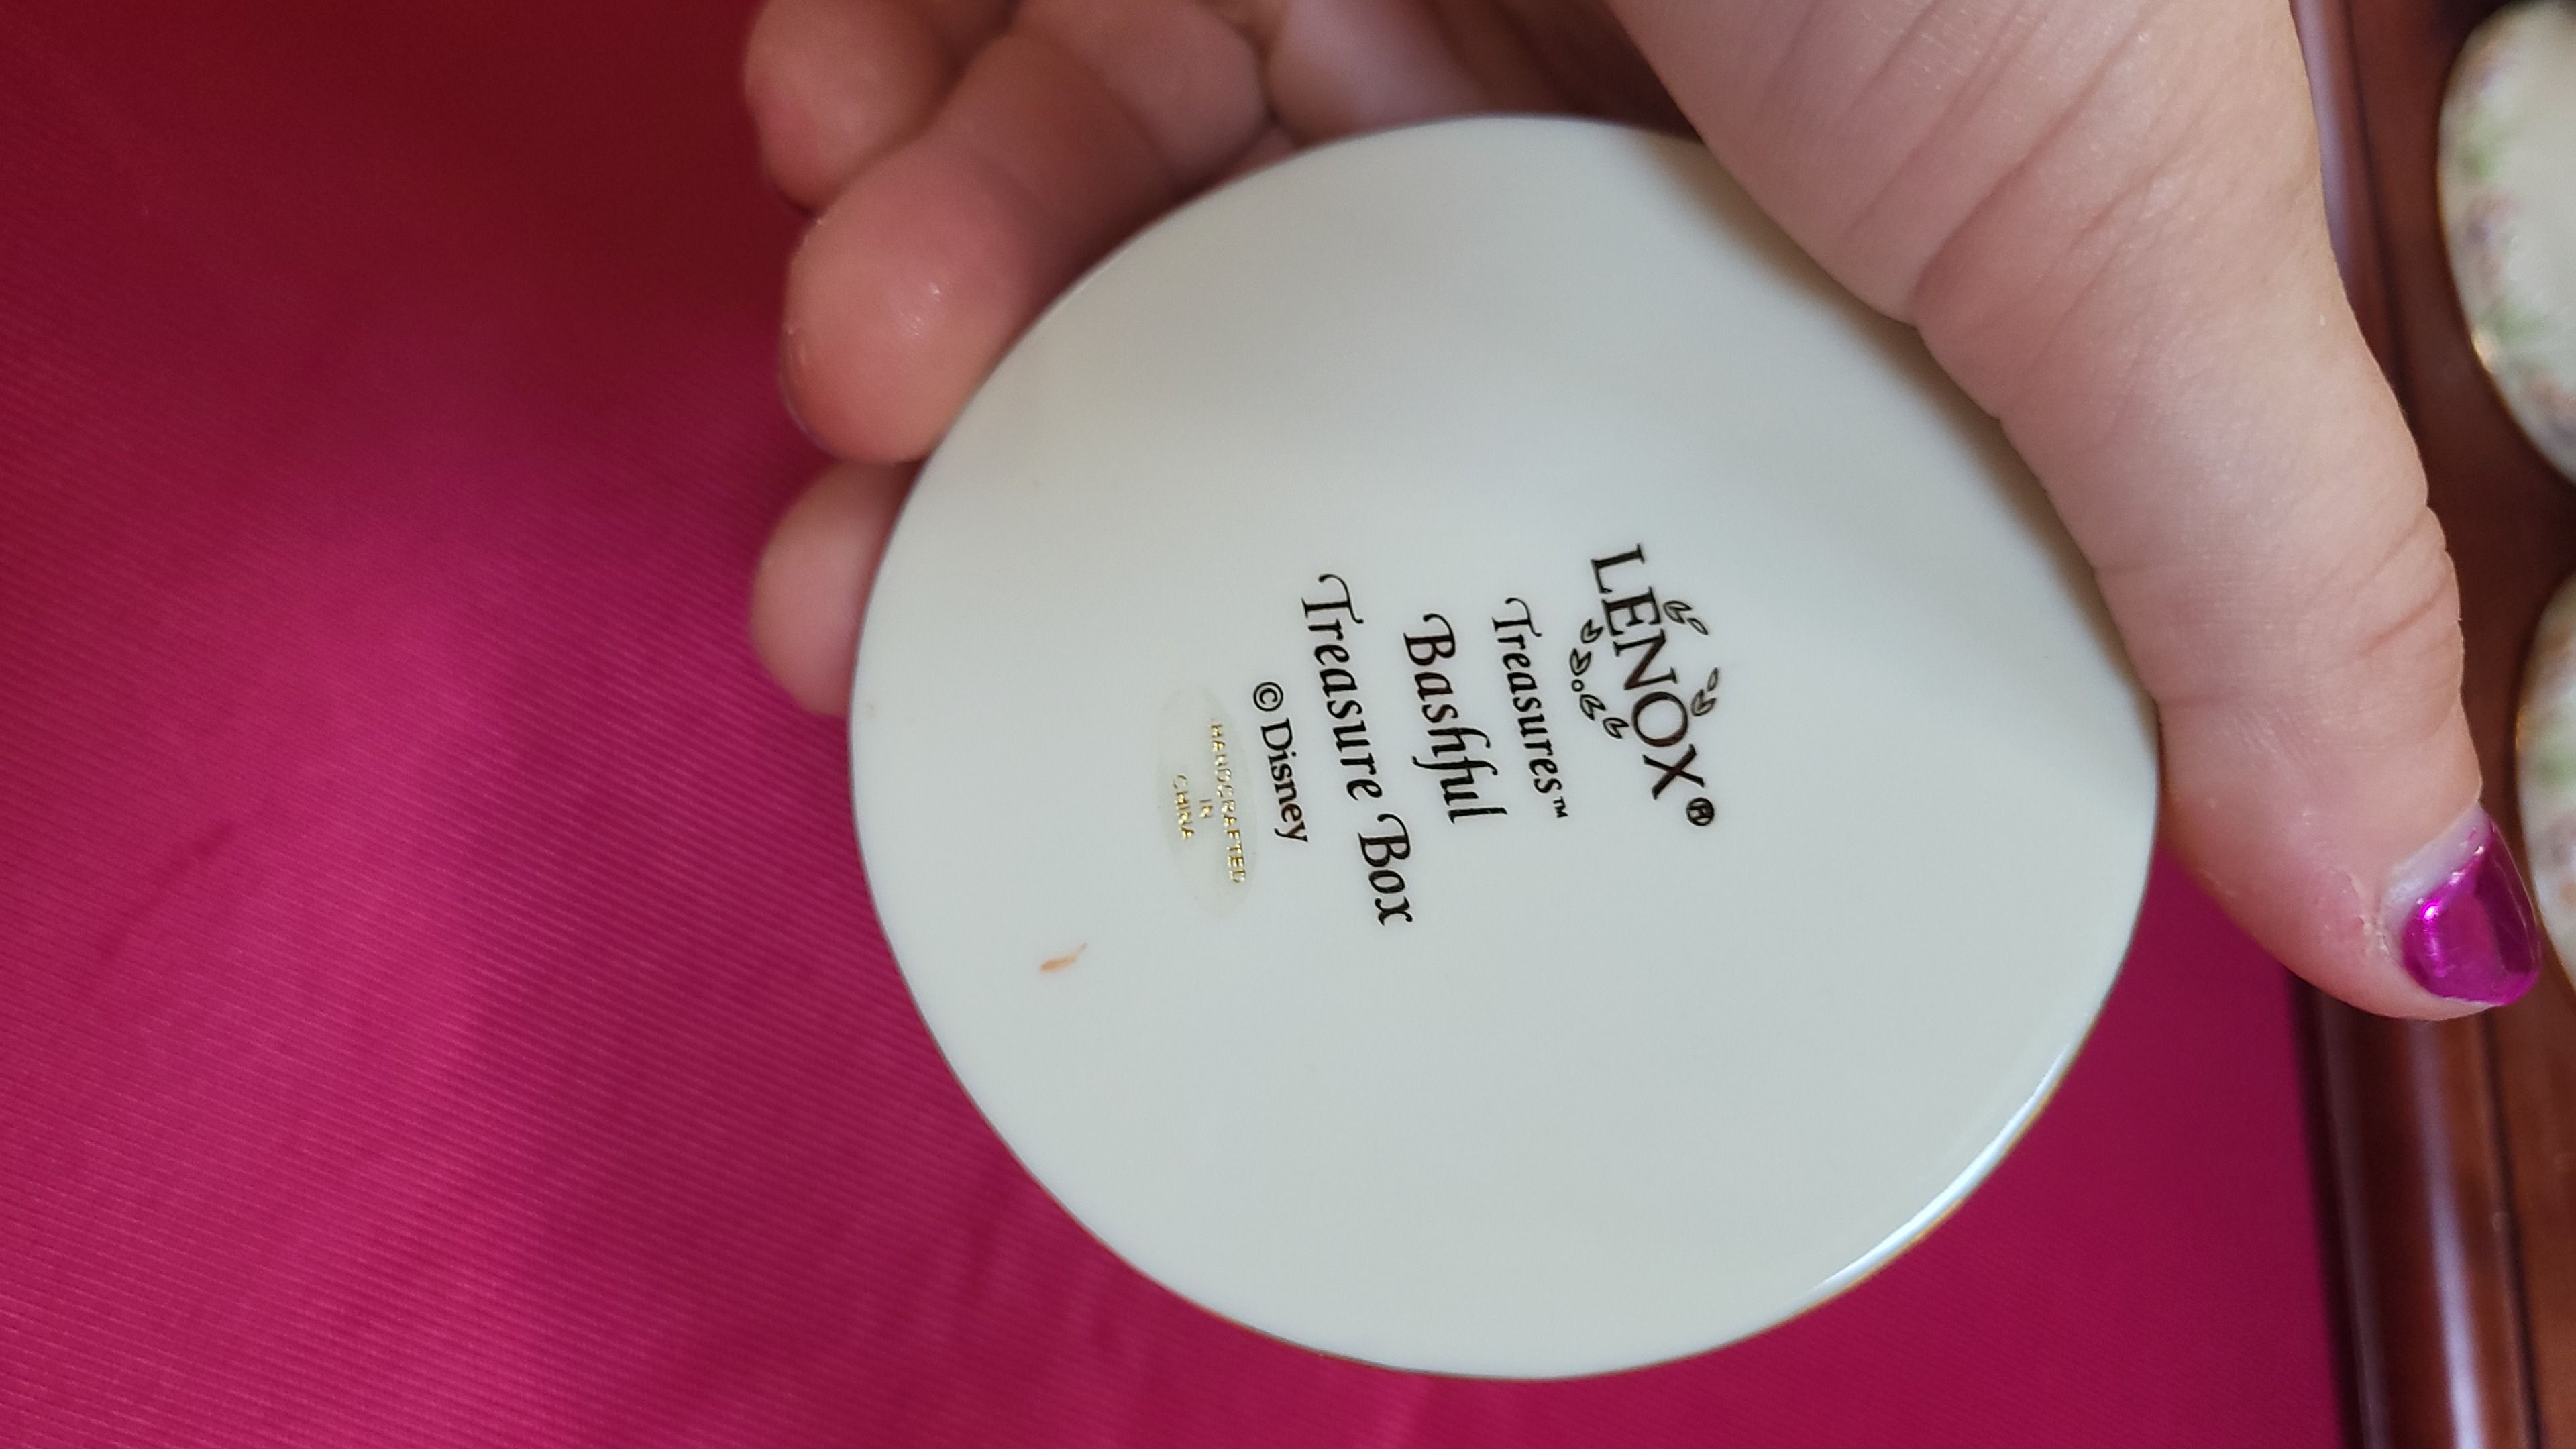 LENOX®
Treasures™
Bashful
Treasure Box
© Disney
HANDCRAFTED
IN
CHINA